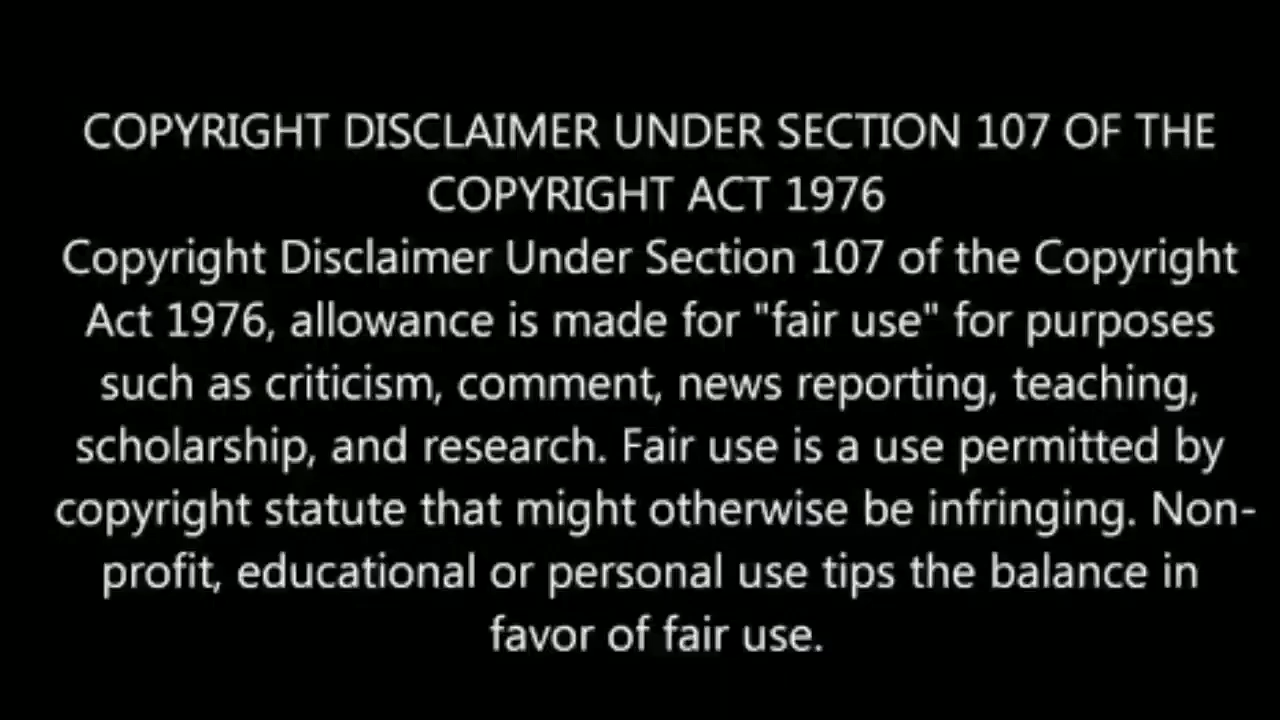 COPYRIGHT DISCLAIMER UNDER SECTION 107 OF THE
COPYRIGHT ACT 1976
Copyright Disclaimer Under Section 107 of the Copyright
Act 1976, allowance is made for "fair use" for purposes
such as criticism, comment, news reporting, teaching,
scholarship, and research. Fair use is a use permitted by
copyright statute that might otherwise be infringing. Non-
profit, educational or personal use tips the balance in
favor of fair use.